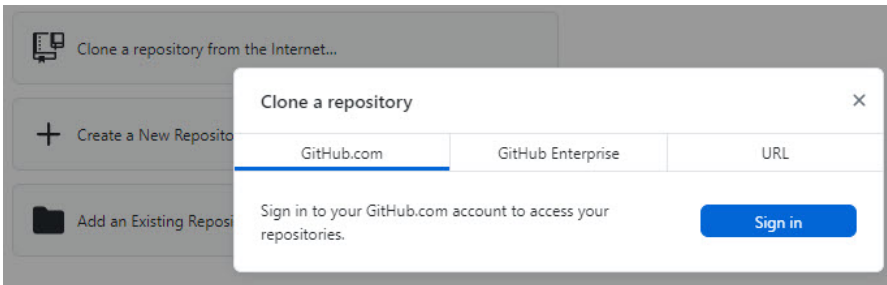 Clone a repository from the Internet...
Clone a repository
Create a New Reposito
GitHub.com
GitHub Enterprise
URL
Add an Existing Reposi
Sign in to your GitHub.com account to access your
repositories.
Sign in